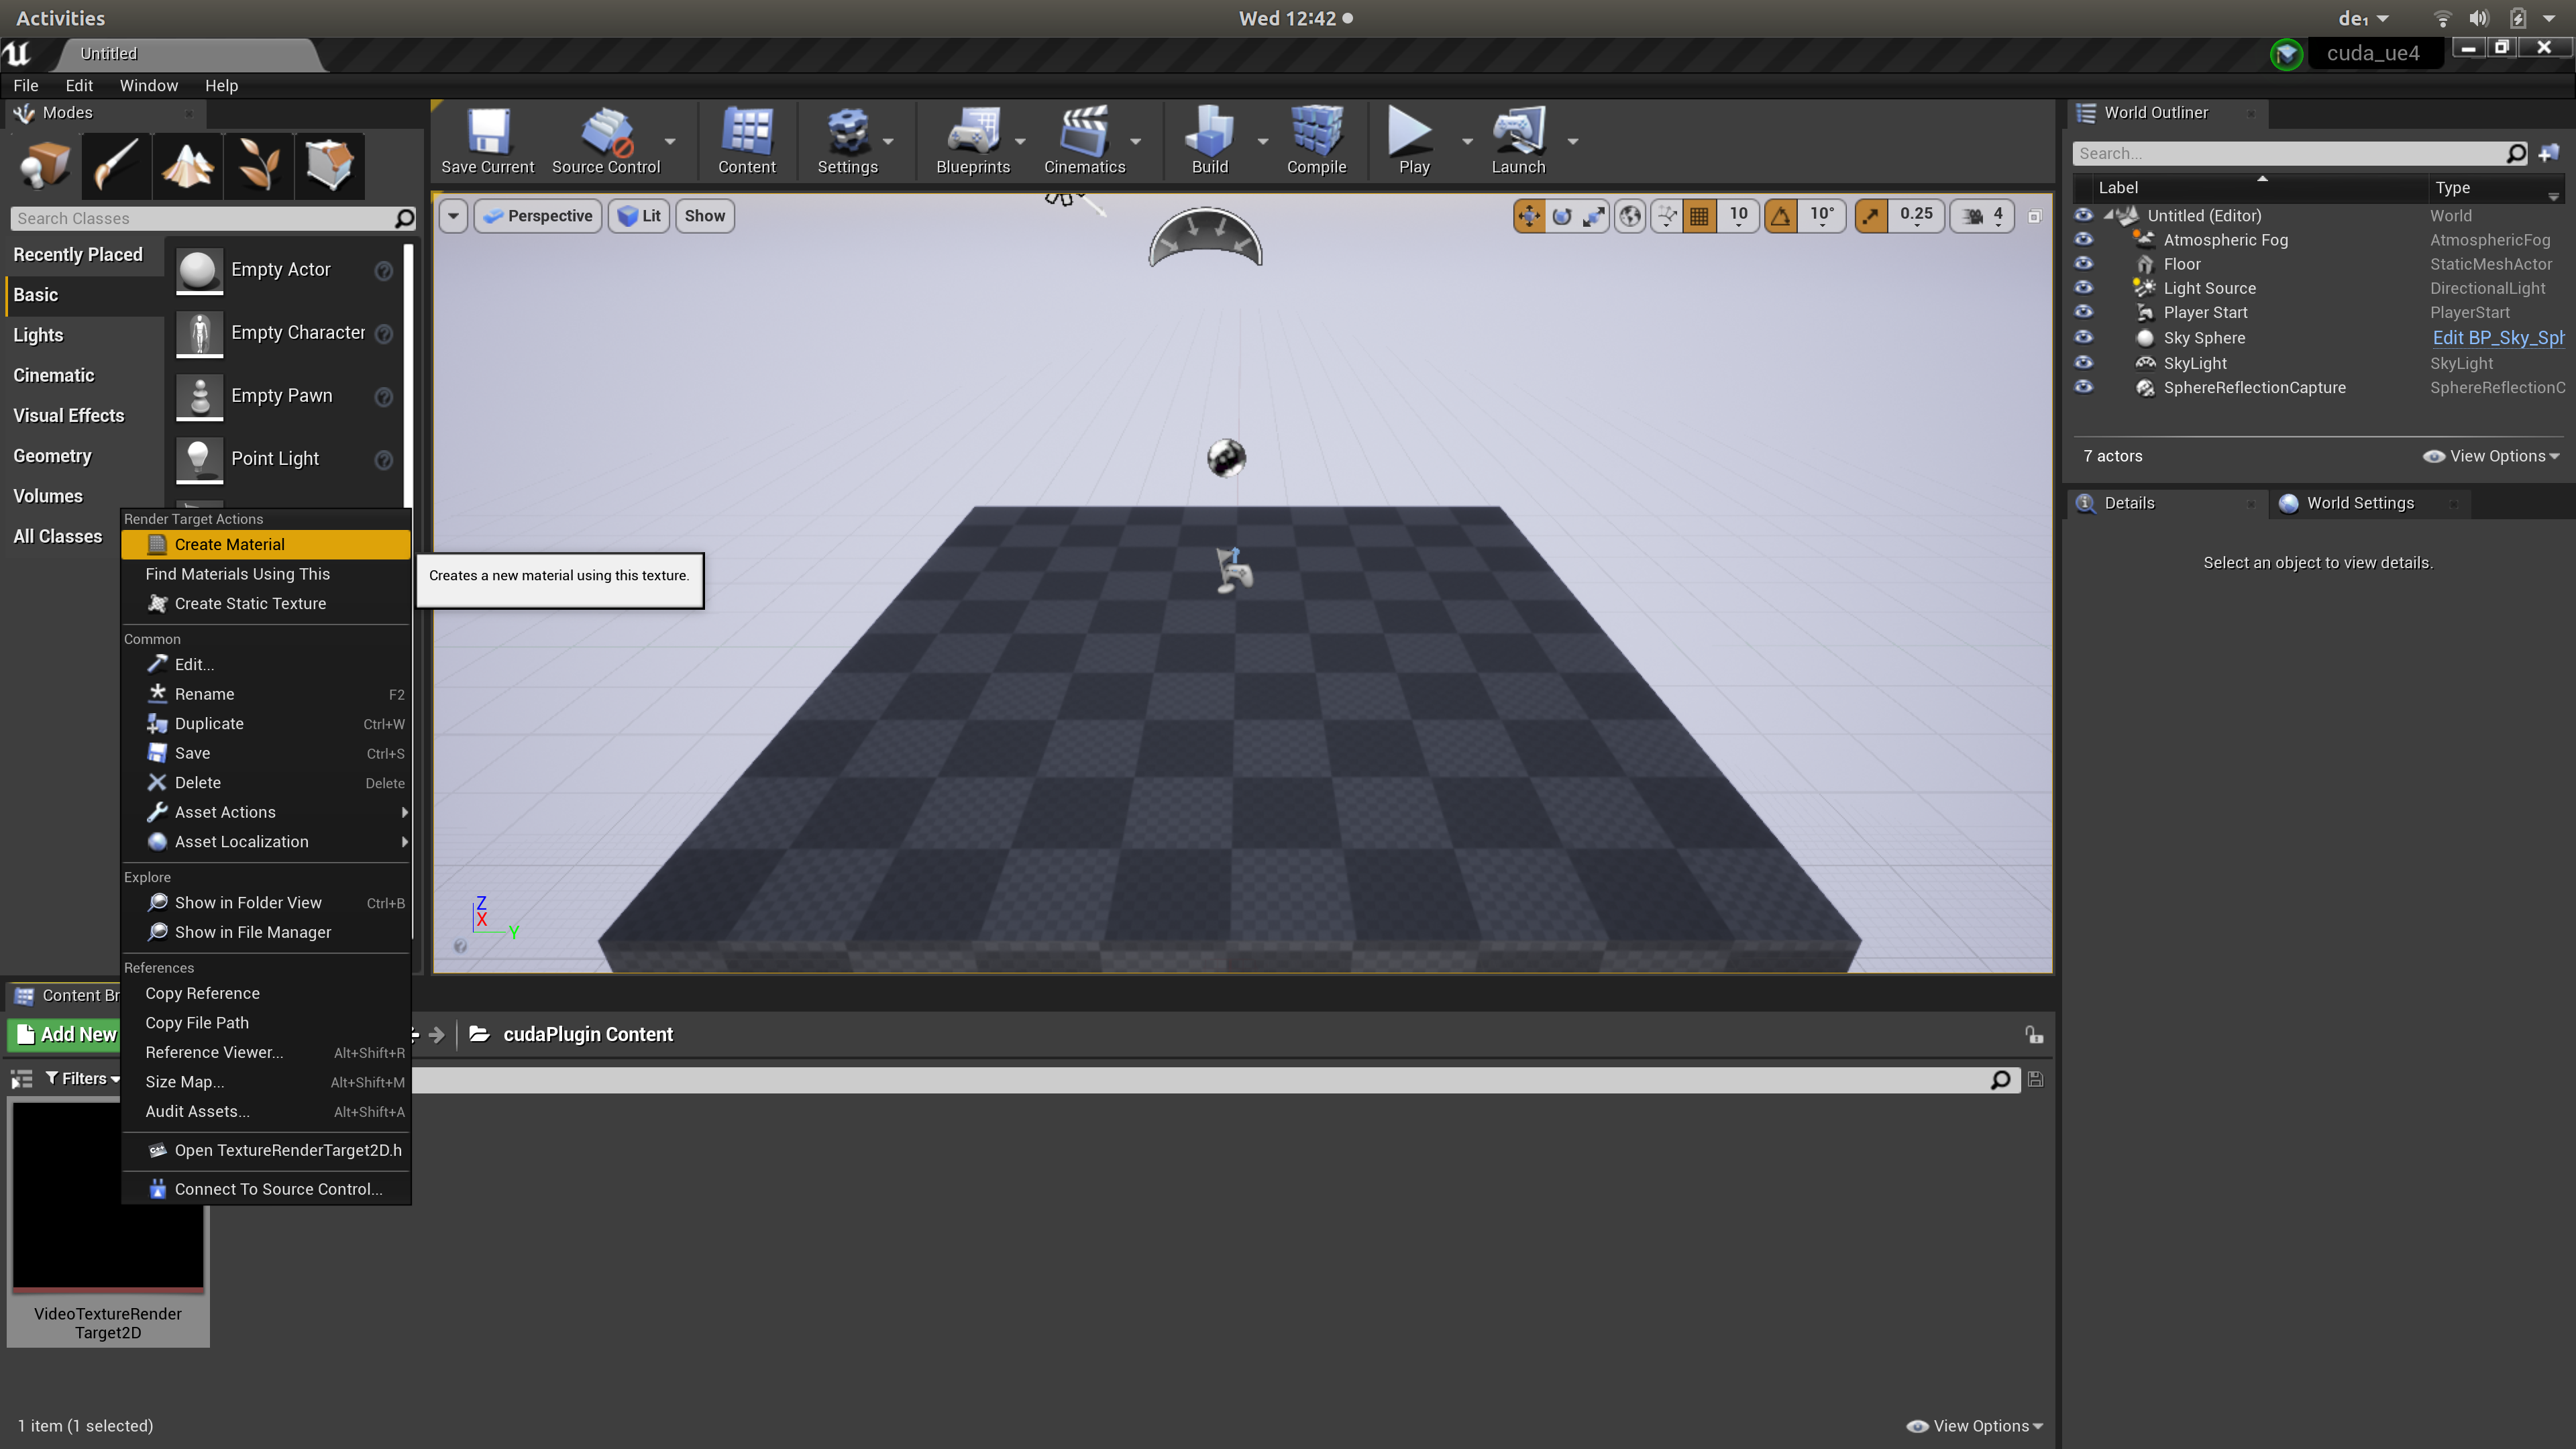 Activities
Wed 12:42
de₁
Untitled
cuda_ue4
File Edit Window Help
Modes
Save Current
Source Control
Content
Settings
Blueprints
Cinematics
Build
Compile
Play
Launch
World Outliner
Search...
Label
Type
Search Classes
Perspective
Lit
Show
10
10°
0.25
4
Recently Placed
Basic
Lights
Cinematic
Visual Effects
Geometry
Volumes
All Classes
Empty Actor
Empty Character
Empty Pawn
Point Light
Untitled (Editor) World
Atmospheric Fog AtmosphericFog
Floor StaticMeshActor
Light Source DirectionalLight
Player Start PlayerStart
Sky Sphere Edit BP_Sky_Sph
SkyLight SkyLight
SphereReflectionCapture SphereReflectionC
7 actors
View Options
Details
World Settings
Select an object to view details.
Render Target Actions
Create Material
Creates a new material using this texture.
Find Materials Using This
Create Static Texture
Common
Edit...
Rename F2
Duplicate Ctrl+W
Save Ctrl+S
Delete Delete
Asset Actions
Asset Localization
Explore
Show in Folder View Ctrl+B
Show in File Manager
References
Copy Reference
Copy File Path
Reference Viewer... Alt+Shift+R
Size Map... Alt+Shift+M
Audit Assets... Alt+Shift+A
Open TextureRenderTarget2D.h
Connect To Source Control...
Z
X
Y
Content Br
Add New
cudaPlugin Content
Filters
VideoTextureRender
Target2D
1 item (1 selected)
View Options